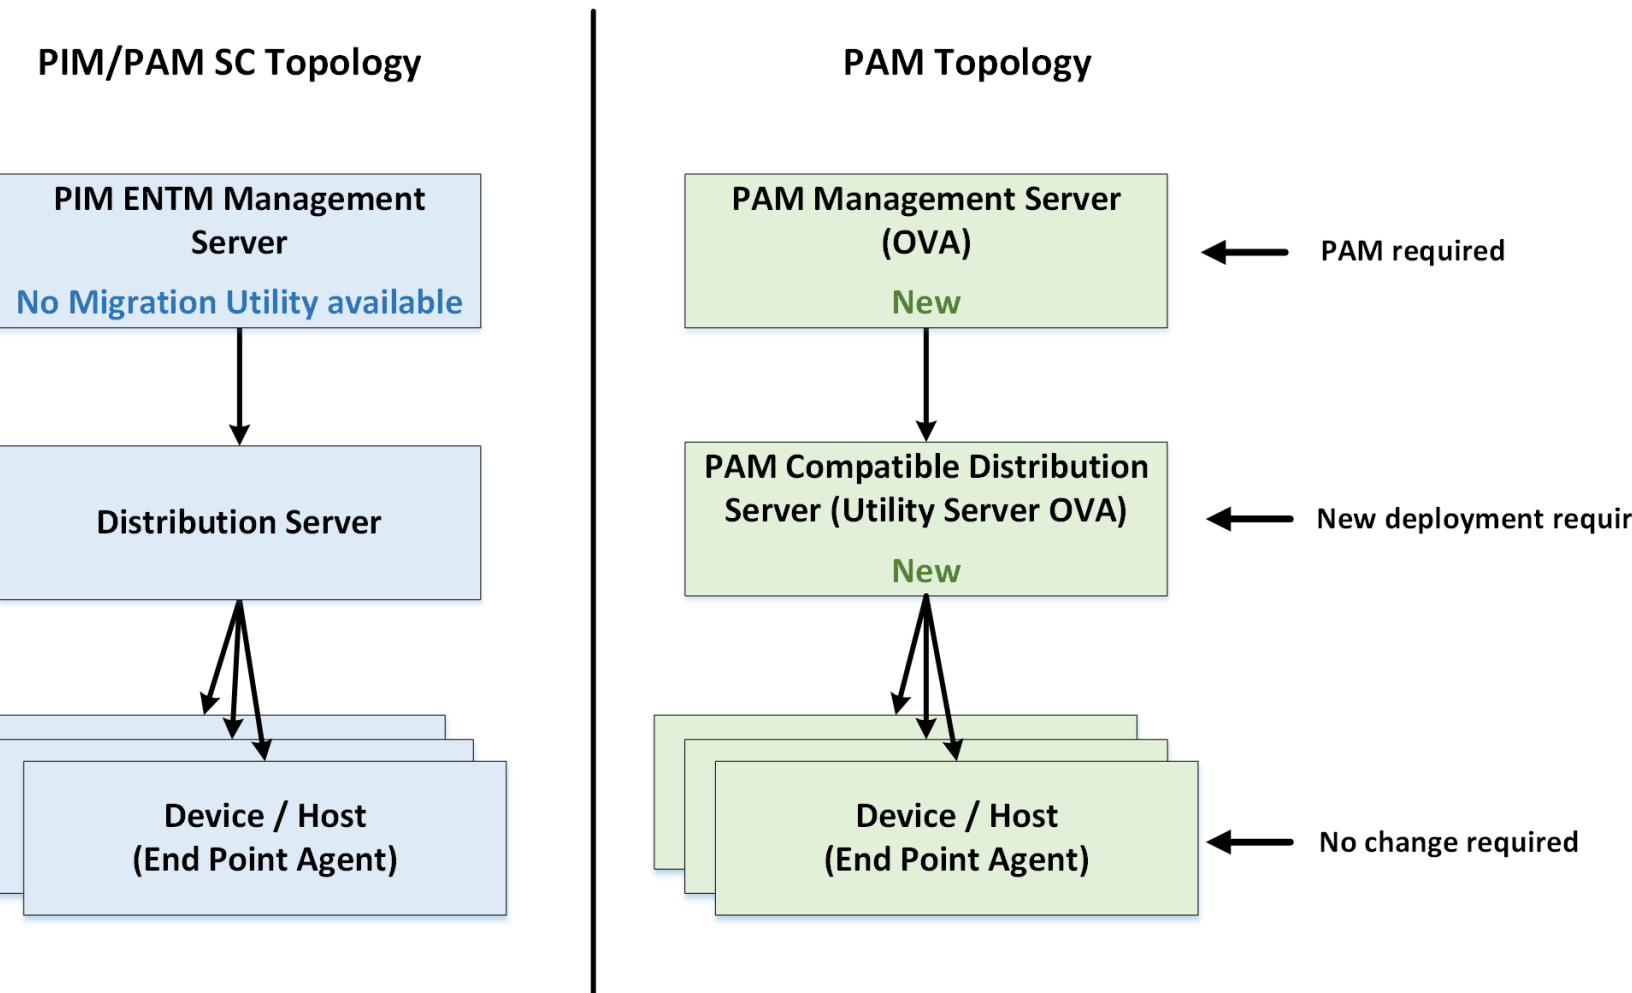 PIM/PAM SC Topology
PIM ENTM Management
Server
No Migration Utility available
Distribution Server
Device / Host
(End Point Agent)
PAM Topology
PAM Management Server
(OVA)
New
PAM required
PAM Compatible Distribution
Server (Utility Server OVA)
New
New deployment requir
Device / Host
(End Point Agent)
No change required